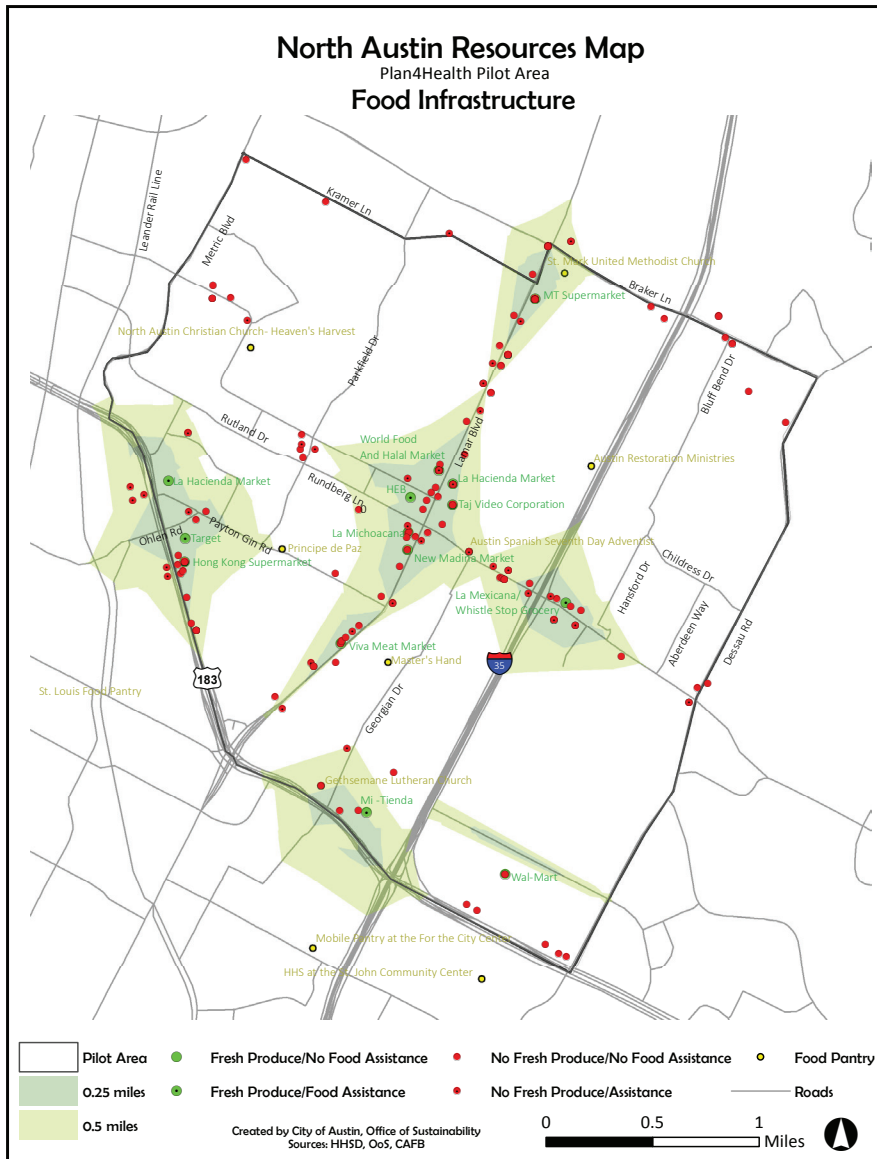 North Austin Resources Map
Plan4Health Pilot Area
Food Infrastructure
Leander Rail Line
Metric Blvd
Kramer Ln
St. Mark United Methodist Church
MT Supermarket
Braker Ln
North Austin Christian Church- Heaven's Harvest
Parkfield Dr
Bluff Bend Dr
Rutland Dr
World Food
And Halal Market
Lamar Blvd
Austin Restoration Ministries
La Hacienda Market
La Hacienda Market
HEB
Rundberg Ln
Taj Video Corporation
Ohlen Rd
Target
Payton Gin Rd
La Michoacana
Austin Spanish Seventh Day Adventist
Principe de Paz
New Madina Market
Hong Kong Supermarket
Childress Dr
La Mexicana/
Whistle Stop Grocery
Hansford Dr
Aberdeen Way
Dessau Rd
Viva Meat Market
Master's Hand
35
183
St. Louis Food Pantry
Georgian Dr
Gethsemane Lutheran Church
Mi -Tienda
Wal-Mart
Mobile Pantry at the For the City Center
HHS at the St. John Community Center
Pilot Area
Fresh Produce/No Food Assistance
No Fresh Produce/No Food Assistance
Food Pantry
0.25 miles
Fresh Produce/Food Assistance
No Fresh Produce/Assistance
Roads
0.5 miles
Created by City of Austin, Office of Sustainability
Sources: HHSD, OoS, CAFB
0 0.5 1
Miles